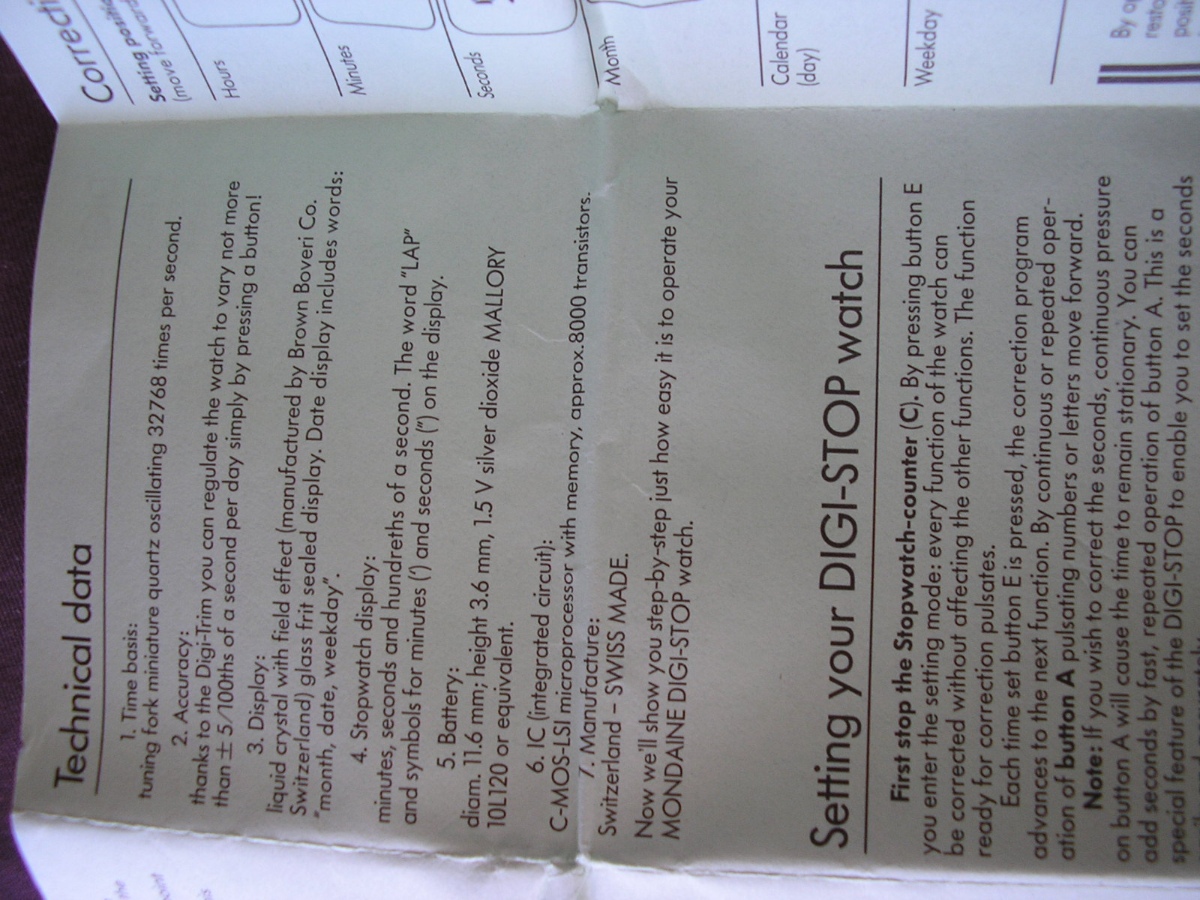 Technical data
1. Time basis:
tuning fork miniature quartz oscillating 32768 times per second.
2. Accuracy:
thanks to the Digi-Trim you can regulate the watch to vary not more
than ± 5/100ths of a second per day simply by pressing a button!
3. Display:
liquid crystal with field effect (manufactured by Brown Boveri Co.
Switzerland) glass frit sealed display. Date display includes words:
"month, date, weekday".
4. Stopwatch display:
minutes, seconds and hundreths of a second. The word "LAP"
and symbols for minutes (') and seconds (") on the display.
5. Battery:
diam. 11.6 mm; height 3.6 mm, 1.5 V silver dioxide MALLORY
10L120 or equivalent.
6. IC (integrated circuit):
C-MOS-LSI microprocessor with memory, approx.8000 transistors.
7. Manufacture:
Switzerland – SWISS MADE.
Now we'll show you step-by-step just how easy it is to operate your
MONDAINE DIGI-STOP watch.
Setting your DIGI-STOP watch
First stop the Stopwatch-counter (C). By pressing button E
you enter the setting mode: every function of the watch can
be corrected without affecting the other functions. The function
ready for correction pulsates.
Each time set button E is pressed, the correction program
advances to the next function. By continuous or repeated oper-
ation of button A pulsating numbers or letters move forward.
Note: If you wish to correct the seconds, continuous pressure
on button A will cause the time to remain stationary. You can
add seconds by fast, repeated operation of button A. This is a
special feature of the DIGI-STOP to enable you to set the seconds
Setting
(move forward
Hours
Minutes
Seconds
Month
Calendar
(day)
Weekday
By